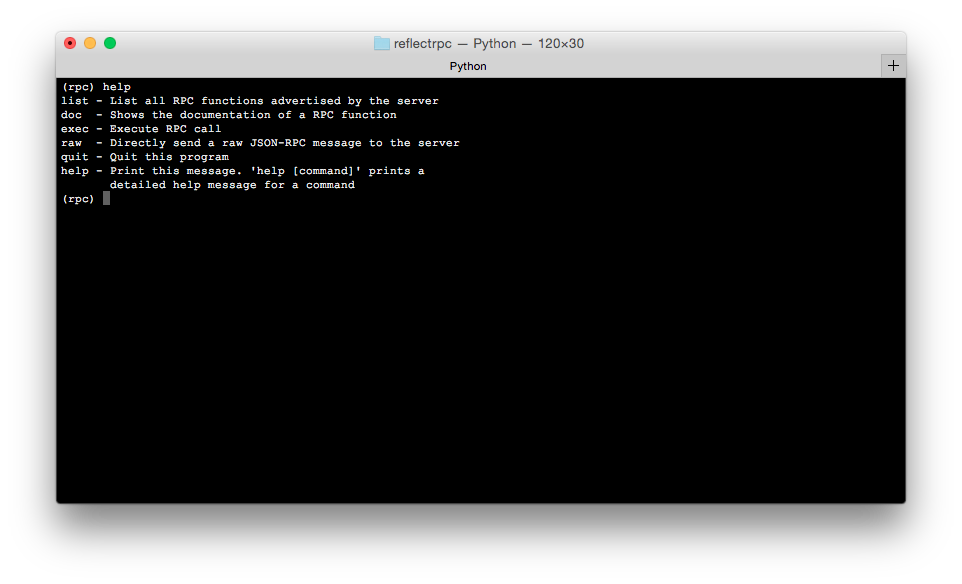 reflectrpc — Python — 120×30
Python
(rpc) help
list - List all RPC functions advertised by the server
doc  - Shows the documentation of a RPC function
exec - Execute RPC call
raw  - Directly send a raw JSON-RPC message to the server
quit - Quit this program
help - Print this message. 'help [command]' prints a
       detailed help message for a command
(rpc)